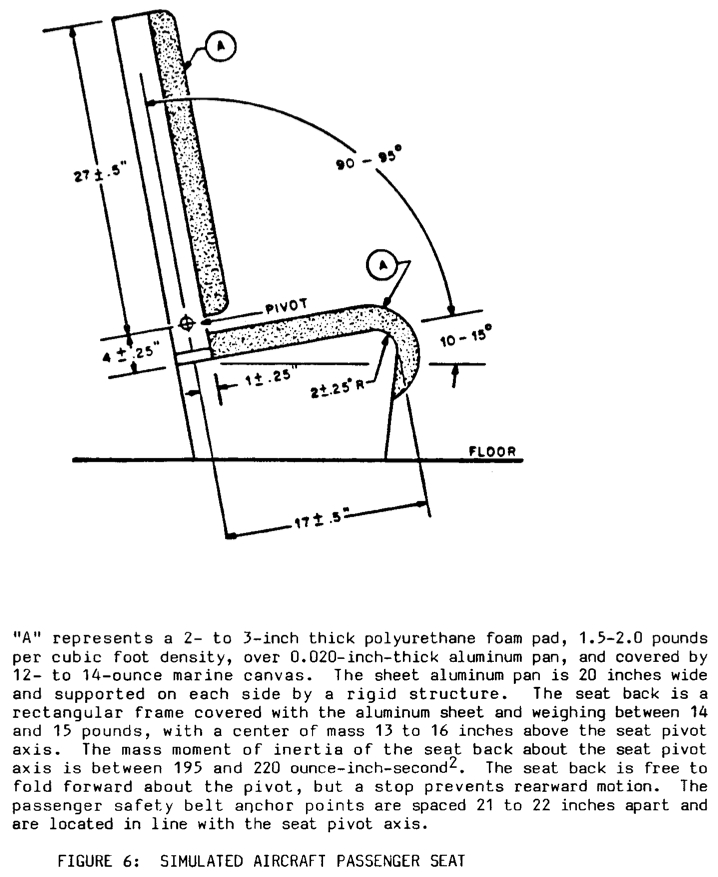 A
27 ± .5"
90 - 95°
A
PIVOT
10 - 15°
4 ± .25"
1 ± .25"
2±.25" R
FLOOR
17 ± .5"
"A" represents a 2- to 3-inch thick polyurethane foam pad, 1.5-2.0 pounds
per cubic foot density, over 0.020-inch-thick aluminum pan, and covered by
12- to 14-ounce marine canvas.  The sheet aluminum pan is 20 inches wide
and supported on each side by a rigid structure.  The seat back is a
rectangular frame covered with the aluminum sheet and weighing between 14
and 15 pounds, with a center of mass 13 to 16 inches above the seat pivot
axis.  The mass moment of inertia of the seat back about the seat pivot
axis is between 195 and 220 ounce-inch-second².  The seat back is free to
fold forward about the pivot, but a stop prevents rearward motion.  The
passenger safety belt anchor points are spaced 21 to 22 inches apart and
are located in line with the seat pivot axis.
FIGURE 6:  SIMULATED AIRCRAFT PASSENGER SEAT